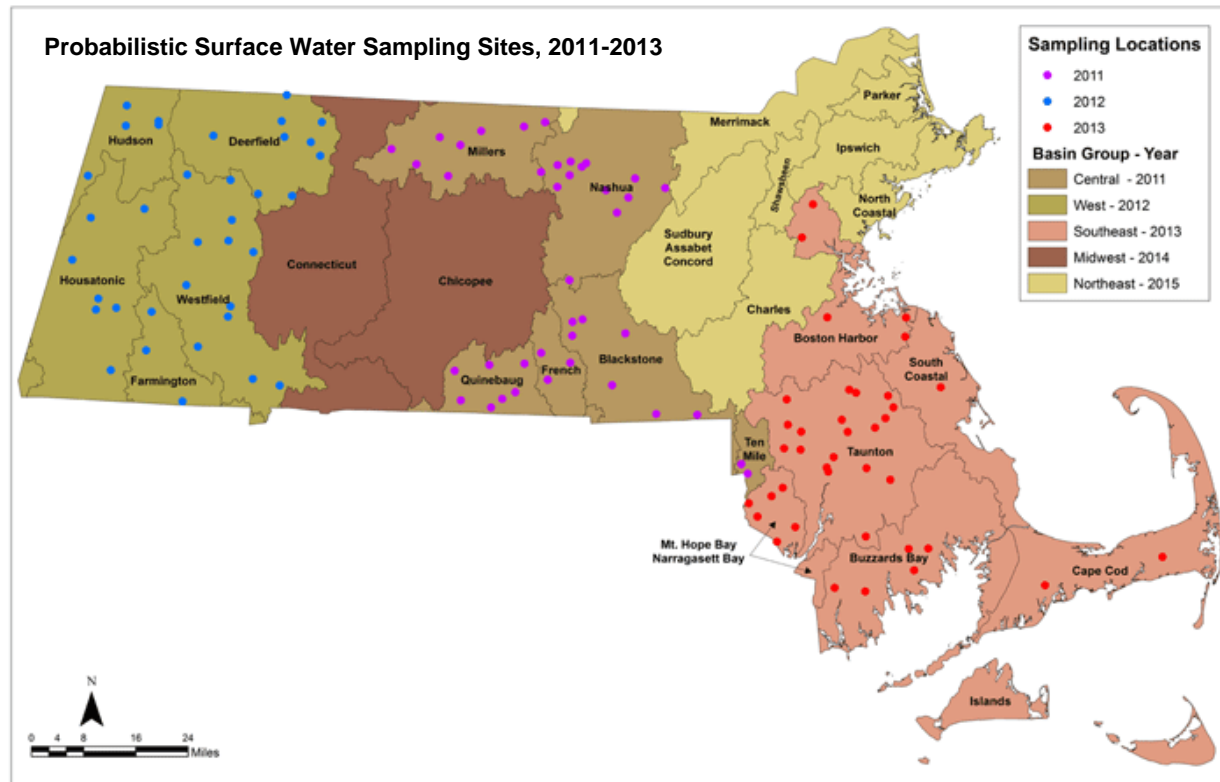 Probabilistic Surface Water Sampling Sites, 2011-2013
Sampling Locations
2011
2012
2013
Basin Group - Year
Central - 2011
West - 2012
Southeast - 2013
Midwest - 2014
Northeast - 2015
Hudson
Deerfield
Millers
Nashua
Merrimack
Parker
Ipswich
Shawsheen
North
Coastal
Sudbury
Assabet
Concord
Housatonic
Westfield
Connecticut
Chicopee
Charles
Boston Harbor
South
Coastal
Farmington
Quinebaug
French
Blackstone
Ten
Mile
Taunton
Mt. Hope Bay
Narragasett Bay
Buzzards Bay
Cape Cod
Islands
N
0 4 8 16 24
Miles